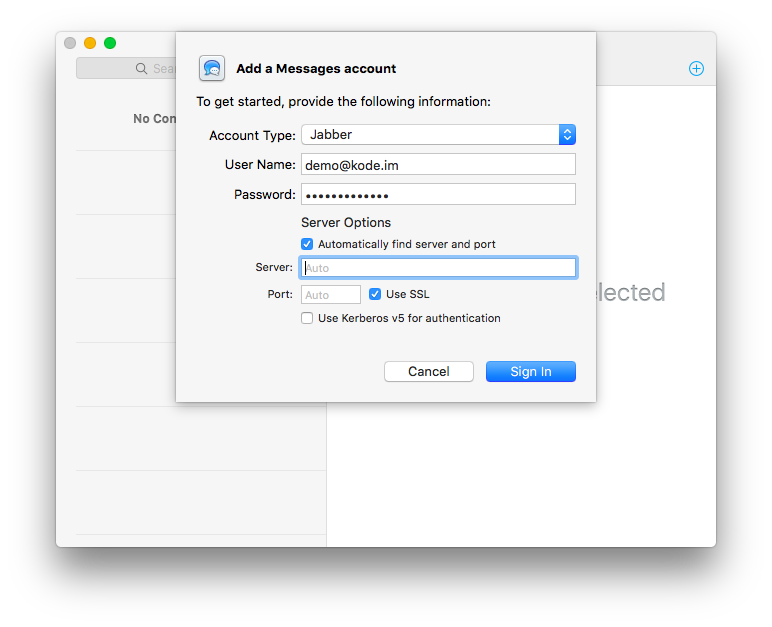 Add a Messages account
To get started, provide the following information:
No Con
Account Type: Jabber
User Name: demo@kode.im
Password: •••••••••••••
Server Options
Automatically find server and port
Server: Auto
Port: Auto Use SSL
Use Kerberos v5 for authentication
Cancel Sign In